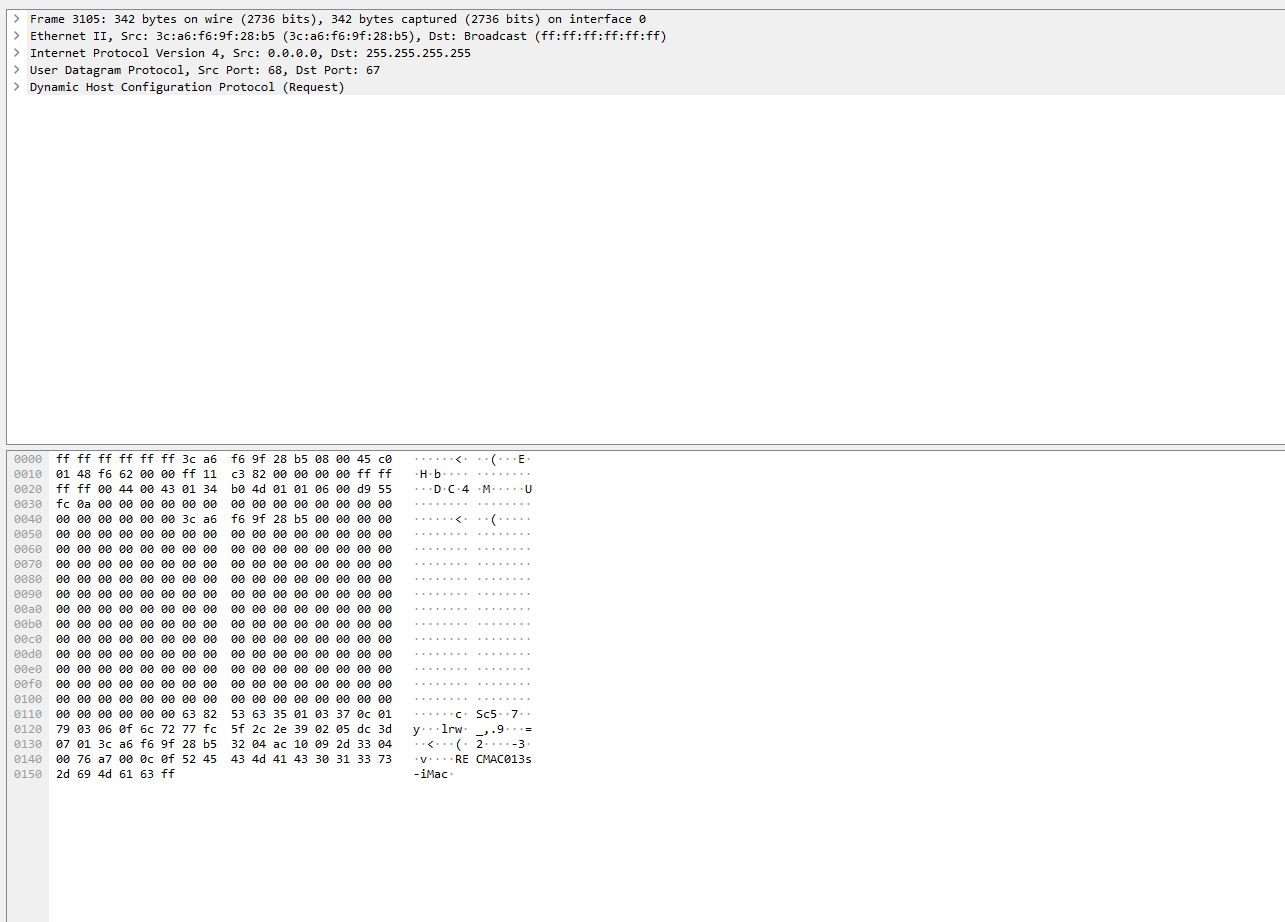 Frame 3105: 342 bytes on wire (2736 bits), 342 bytes captured (2736 bits) on interface 0
Ethernet II, Src: 3c:a6:f6:9f:28:b5 (3c:a6:f6:9f:28:b5), Dst: Broadcast (ff:ff:ff:ff:ff:ff)
Internet Protocol Version 4, Src: 0.0.0.0, Dst: 255.255.255.255
User Datagram Protocol, Src Port: 68, Dst Port: 67
Dynamic Host Configuration Protocol (Request)
0000 ff ff ff ff ff ff 3c a6 f6 9f 28 b5 08 00 45 c0 ······<· ··(···E·
0010 01 48 f6 62 00 00 ff 11 c3 82 00 00 00 00 ff ff ·H·b···· ········
0020 ff ff 00 44 00 43 01 34 b0 4d 01 01 06 00 d9 55 ···D·C·4 ·M·····U
0030 fc 0a 00 00 00 00 00 00 00 00 00 00 00 00 00 00 ········ ········
0040 00 00 00 00 00 00 3c a6 f6 9f 28 b5 00 00 00 00 ······<· ··(·····
0050 00 00 00 00 00 00 00 00 00 00 00 00 00 00 00 00 ········ ········
0060 00 00 00 00 00 00 00 00 00 00 00 00 00 00 00 00 ········ ········
0070 00 00 00 00 00 00 00 00 00 00 00 00 00 00 00 00 ········ ········
0080 00 00 00 00 00 00 00 00 00 00 00 00 00 00 00 00 ········ ········
0090 00 00 00 00 00 00 00 00 00 00 00 00 00 00 00 00 ········ ········
00a0 00 00 00 00 00 00 00 00 00 00 00 00 00 00 00 00 ········ ········
00b0 00 00 00 00 00 00 00 00 00 00 00 00 00 00 00 00 ········ ········
00c0 00 00 00 00 00 00 00 00 00 00 00 00 00 00 00 00 ········ ········
00d0 00 00 00 00 00 00 00 00 00 00 00 00 00 00 00 00 ········ ········
00e0 00 00 00 00 00 00 00 00 00 00 00 00 00 00 00 00 ········ ········
00f0 00 00 00 00 00 00 00 00 00 00 00 00 00 00 00 00 ········ ········
0100 00 00 00 00 00 00 00 00 00 00 00 00 00 00 00 00 ········ ········
0110 00 00 00 00 00 00 63 82 53 63 35 01 03 37 0c 01 ······c· Sc5··7··
0120 79 03 06 0f 6c 72 77 fc 5f 2c 2e 39 02 05 dc 3d y···lrw· _,.9···=
0130 07 01 3c a6 f6 9f 28 b5 32 04 ac 10 09 2d 33 04 ··<···(· 2····-3·
0140 00 76 a7 00 0c 0f 52 45 43 4d 41 43 30 31 33 73 ·v····RE CMAC013s
0150 2d 69 4d 61 63 ff -iMac·